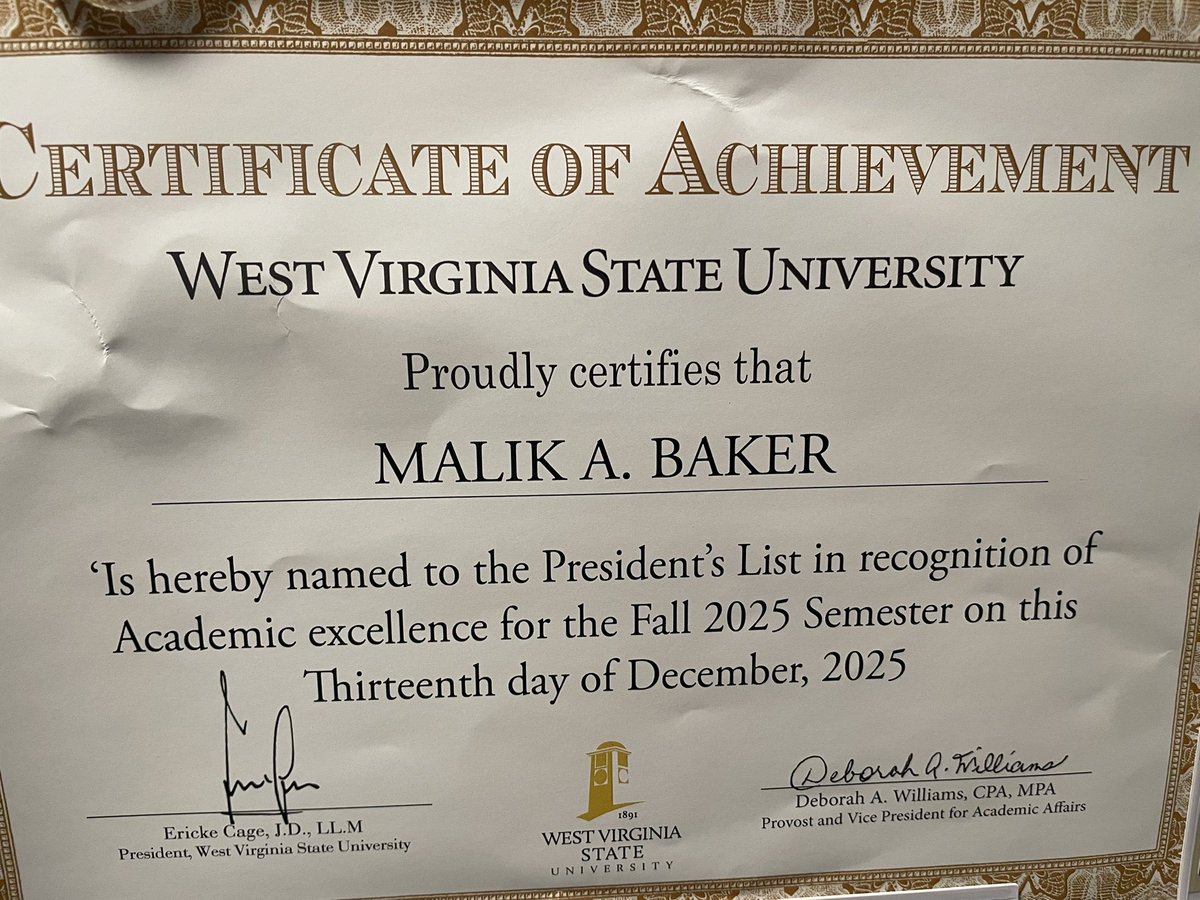 CERTIFICATE OF ACHIEVEMENT
WEST VIRGINIA STATE UNIVERSITY
Proudly certifies that
MALIK A. BAKER
‘Is hereby named to the President’s List in recognition of
Academic excellence for the Fall 2025 Semester on this
Thirteenth day of December, 2025
Ericke Cage, J.D., LL.M
President, West Virginia State University
1891
WEST VIRGINIA
STATE
UNIVERSITY
Deborah A. Williams
Deborah A. Williams, CPA, MPA
Provost and Vice President for Academic Affairs